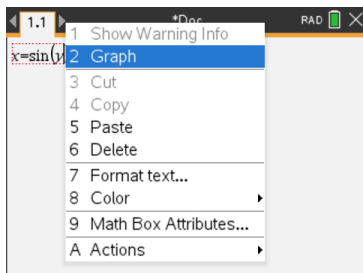 1.1 *Doc RAD
x=sin(y
1 Show Warning Info
2 Graph
3 Cut
4 Copy
5 Paste
6 Delete
7 Format text...
8 Color
9 Math Box Attributes...
A Actions